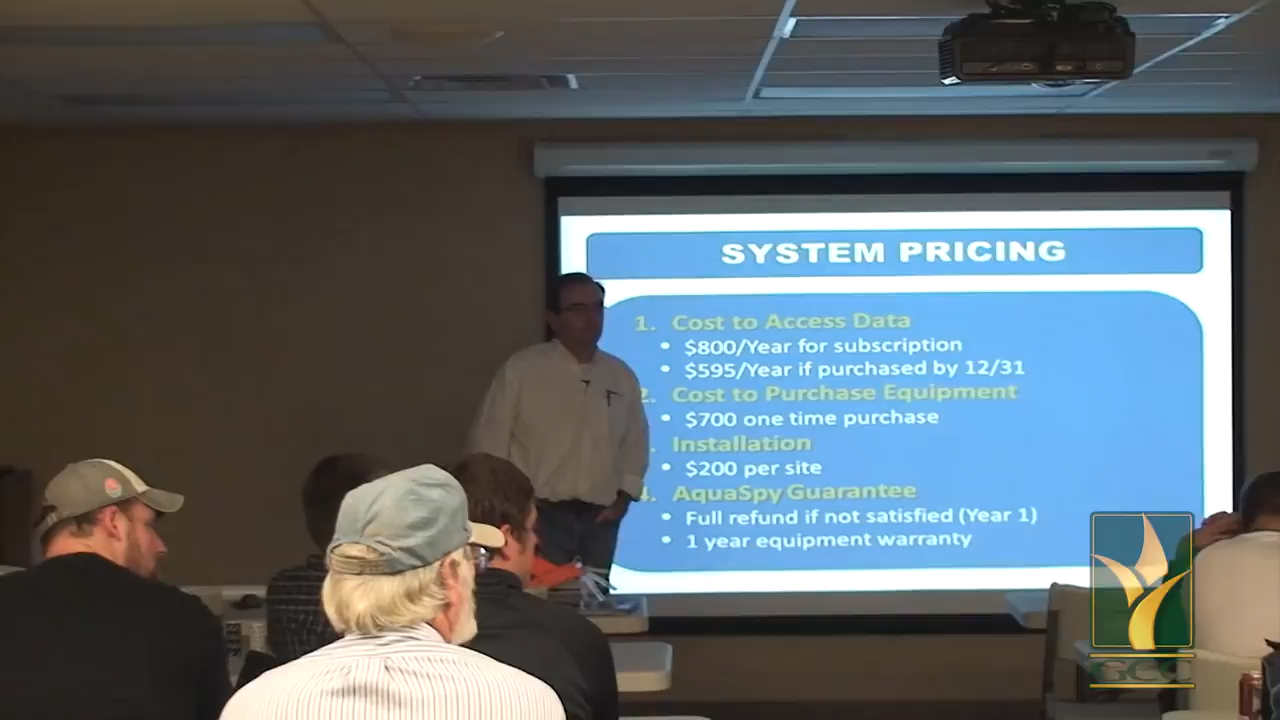 SYSTEM PRICING
1. Cost to Access Data
• $800/Year for subscription
• $595/Year if purchased by 12/31
2. Cost to Purchase Equipment
• $700 one time purchase
. Installation
• $200 per site
4. AquaSpy Guarantee
• Full refund if not satisfied (Year 1)
• 1 year equipment warranty
GCC